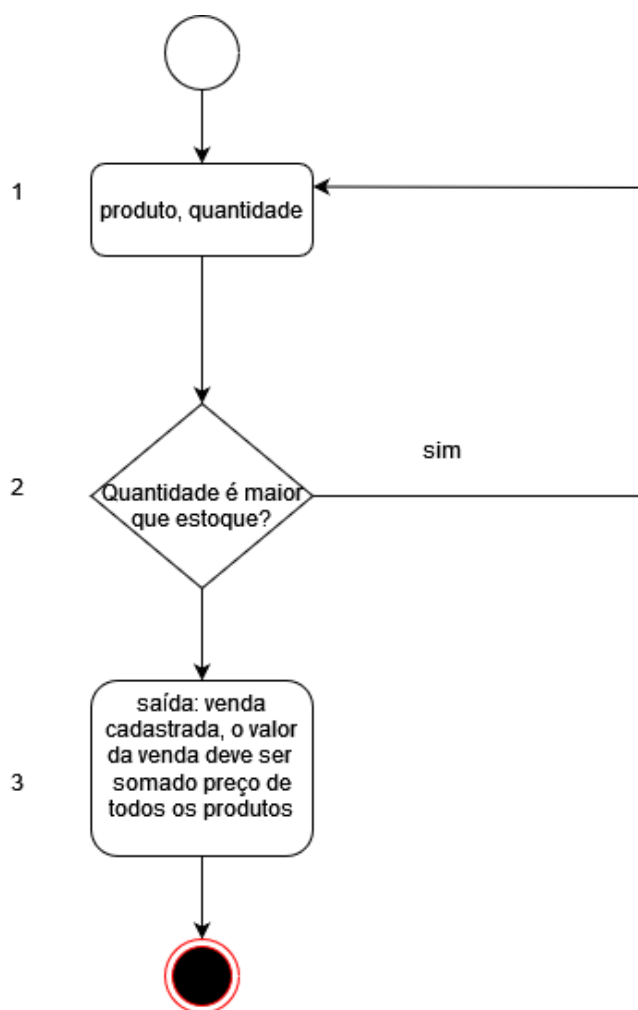 1
produto, quantidade
sim
2
Quantidade é maior
que estoque?
saída: venda
cadastrada, o valor
da venda deve ser
3
somado preço de
todos os produtos